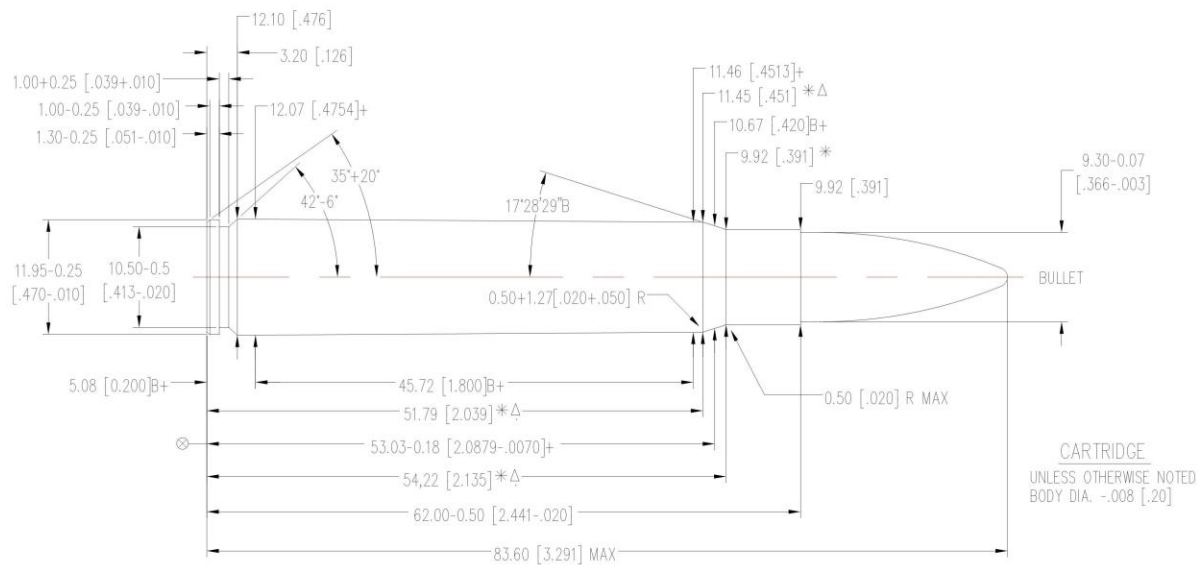 12.10 [.476]
3.20 [.126]
1.00+0.25 [.039+.010]
1.00-0.25 [.039-.010]
1.30-0.25 [.051-.010]
12.07 [.4754]+
35°+20°
42°-6°
17°28'29"B
11.46 [.4513]+
11.45 [.451] *Δ
10.67 [.420]B+
9.92 [.391] *
9.92 [.391]
9.30-0.07
[.366-.003]
11.95-0.25
[.470-.010]
10.50-0.5
[.413-.020]
0.50+1.27[.020+.050] R
BULLET
5.08 [0.200]B+
45.72 [1.800]B+
0.50 [.020] R MAX
51.79 [2.039] *Δ
53.03-0.18 [2.0879-.0070]+
54,22 [2.135] *Δ
62.00-0.50 [2.441-.020]
83.60 [3.291] MAX
CARTRIDGE
UNLESS OTHERWISE NOTED
BODY DIA. -.008 [.20]